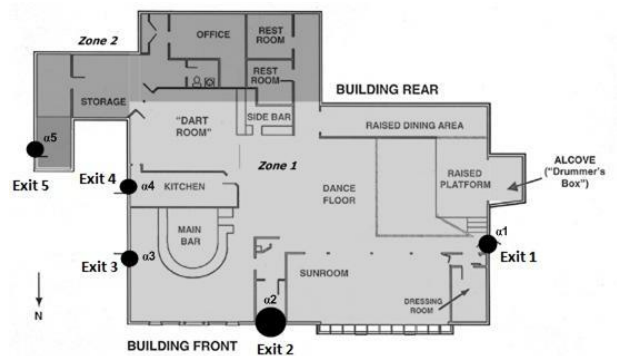 Zone 2
OFFICE
REST
ROOM
REST
ROOM
BUILDING REAR
STORAGE
SIDE BAR
RAISED DINING AREA
"DART
ROOM"
α5
Zone 1
ALCOVE
("Drummer's
Box")
Exit 5
Exit 4
α4
KITCHEN
DANCE
FLOOR
RAISED
PLATFORM
MAIN
BAR
α1
Exit 1
α3
Exit 3
SUNROOM
α2
DRESSING
ROOM
N
BUILDING FRONT
Exit 2